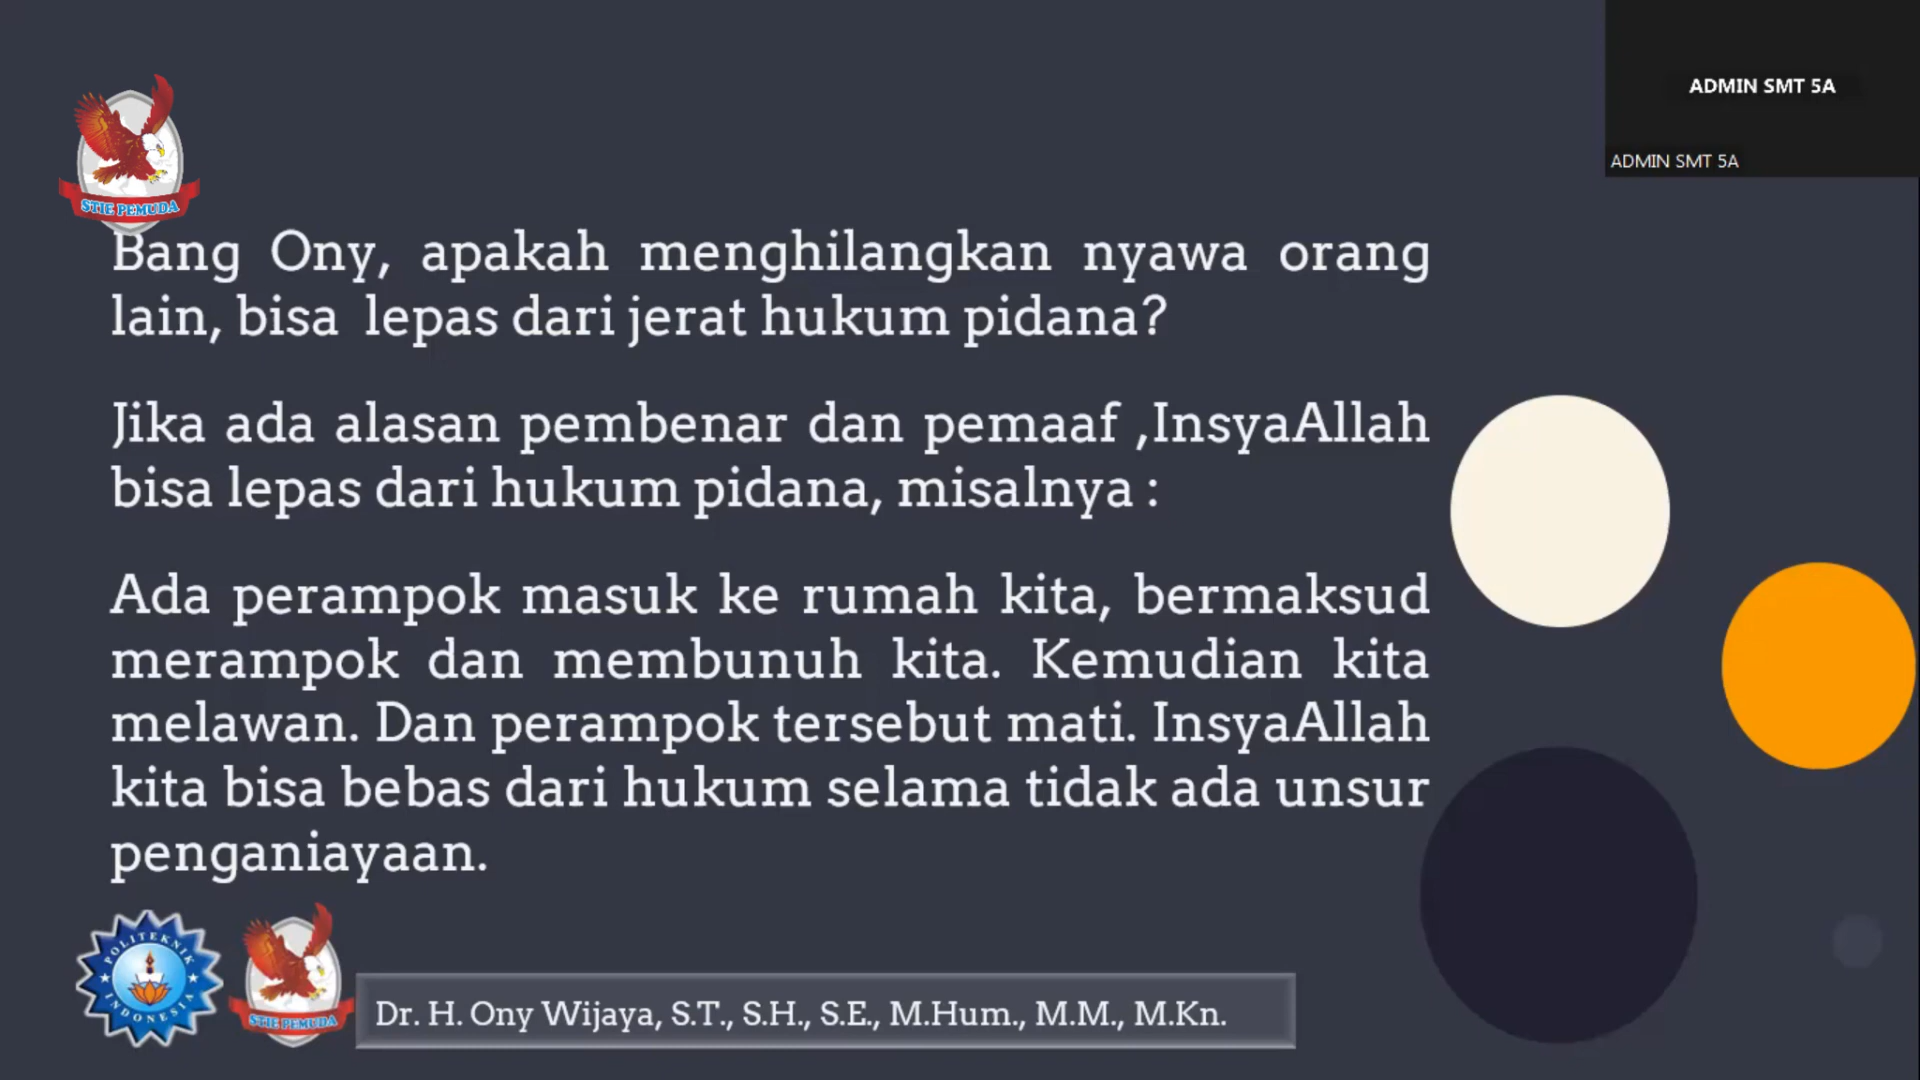 ADMIN SMT 5A
ADMIN SMT 5A
STIE PEMUDA
Bang Ony, apakah menghilangkan nyawa orang
lain, bisa lepas dari jerat hukum pidana?
Jika ada alasan pembenar dan pemaaf ,InsyaAllah
bisa lepas dari hukum pidana, misalnya :
Ada perampok masuk ke rumah kita, bermaksud
merampok dan membunuh kita. Kemudian kita
melawan. Dan perampok tersebut mati. InsyaAllah
kita bisa bebas dari hukum selama tidak ada unsur
penganiayaan.
POLITEKNIK
INDONESIA
STIE PEMUDA
Dr. H. Ony Wijaya, S.T., S.H., S.E., M.Hum., M.M., M.Kn.